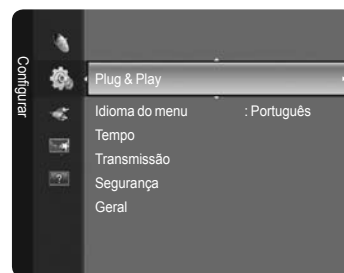 Configurar
Plug & Play
Idioma do menu : Português
Tempo
Transmissão
Segurança
Geral